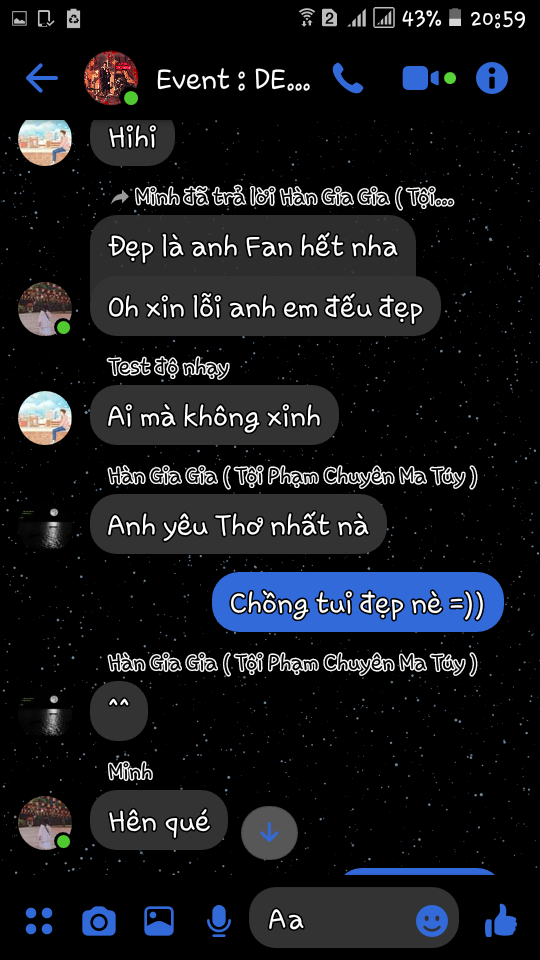 2 43% 20:59
Event : DE...
Hihi
Minh đã trả lời Hàn Gia Gia ( Tội...
Đẹp là anh Fan hết nha
Oh xin lỗi anh em đếu đẹp
Test độ nhạy
Ai mà không xinh
Hàn Gia Gia ( Tội Phạm Chuyên Ma Túy )
Anh yêu Thơ nhất nà
Chồng tui đẹp nè =))
Hàn Gia Gia ( Tội Phạm Chuyên Ma Túy )
^^
Minh
Hên qué
Aa